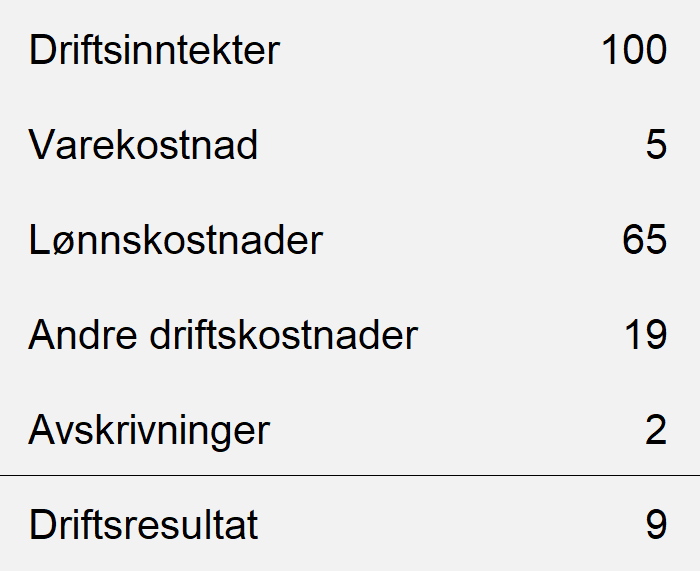 Driftsinntekter 100
Varekostnad 5
Lønnskostnader 65
Andre driftskostnader 19
Avskrivninger 2
Driftsresultat 9